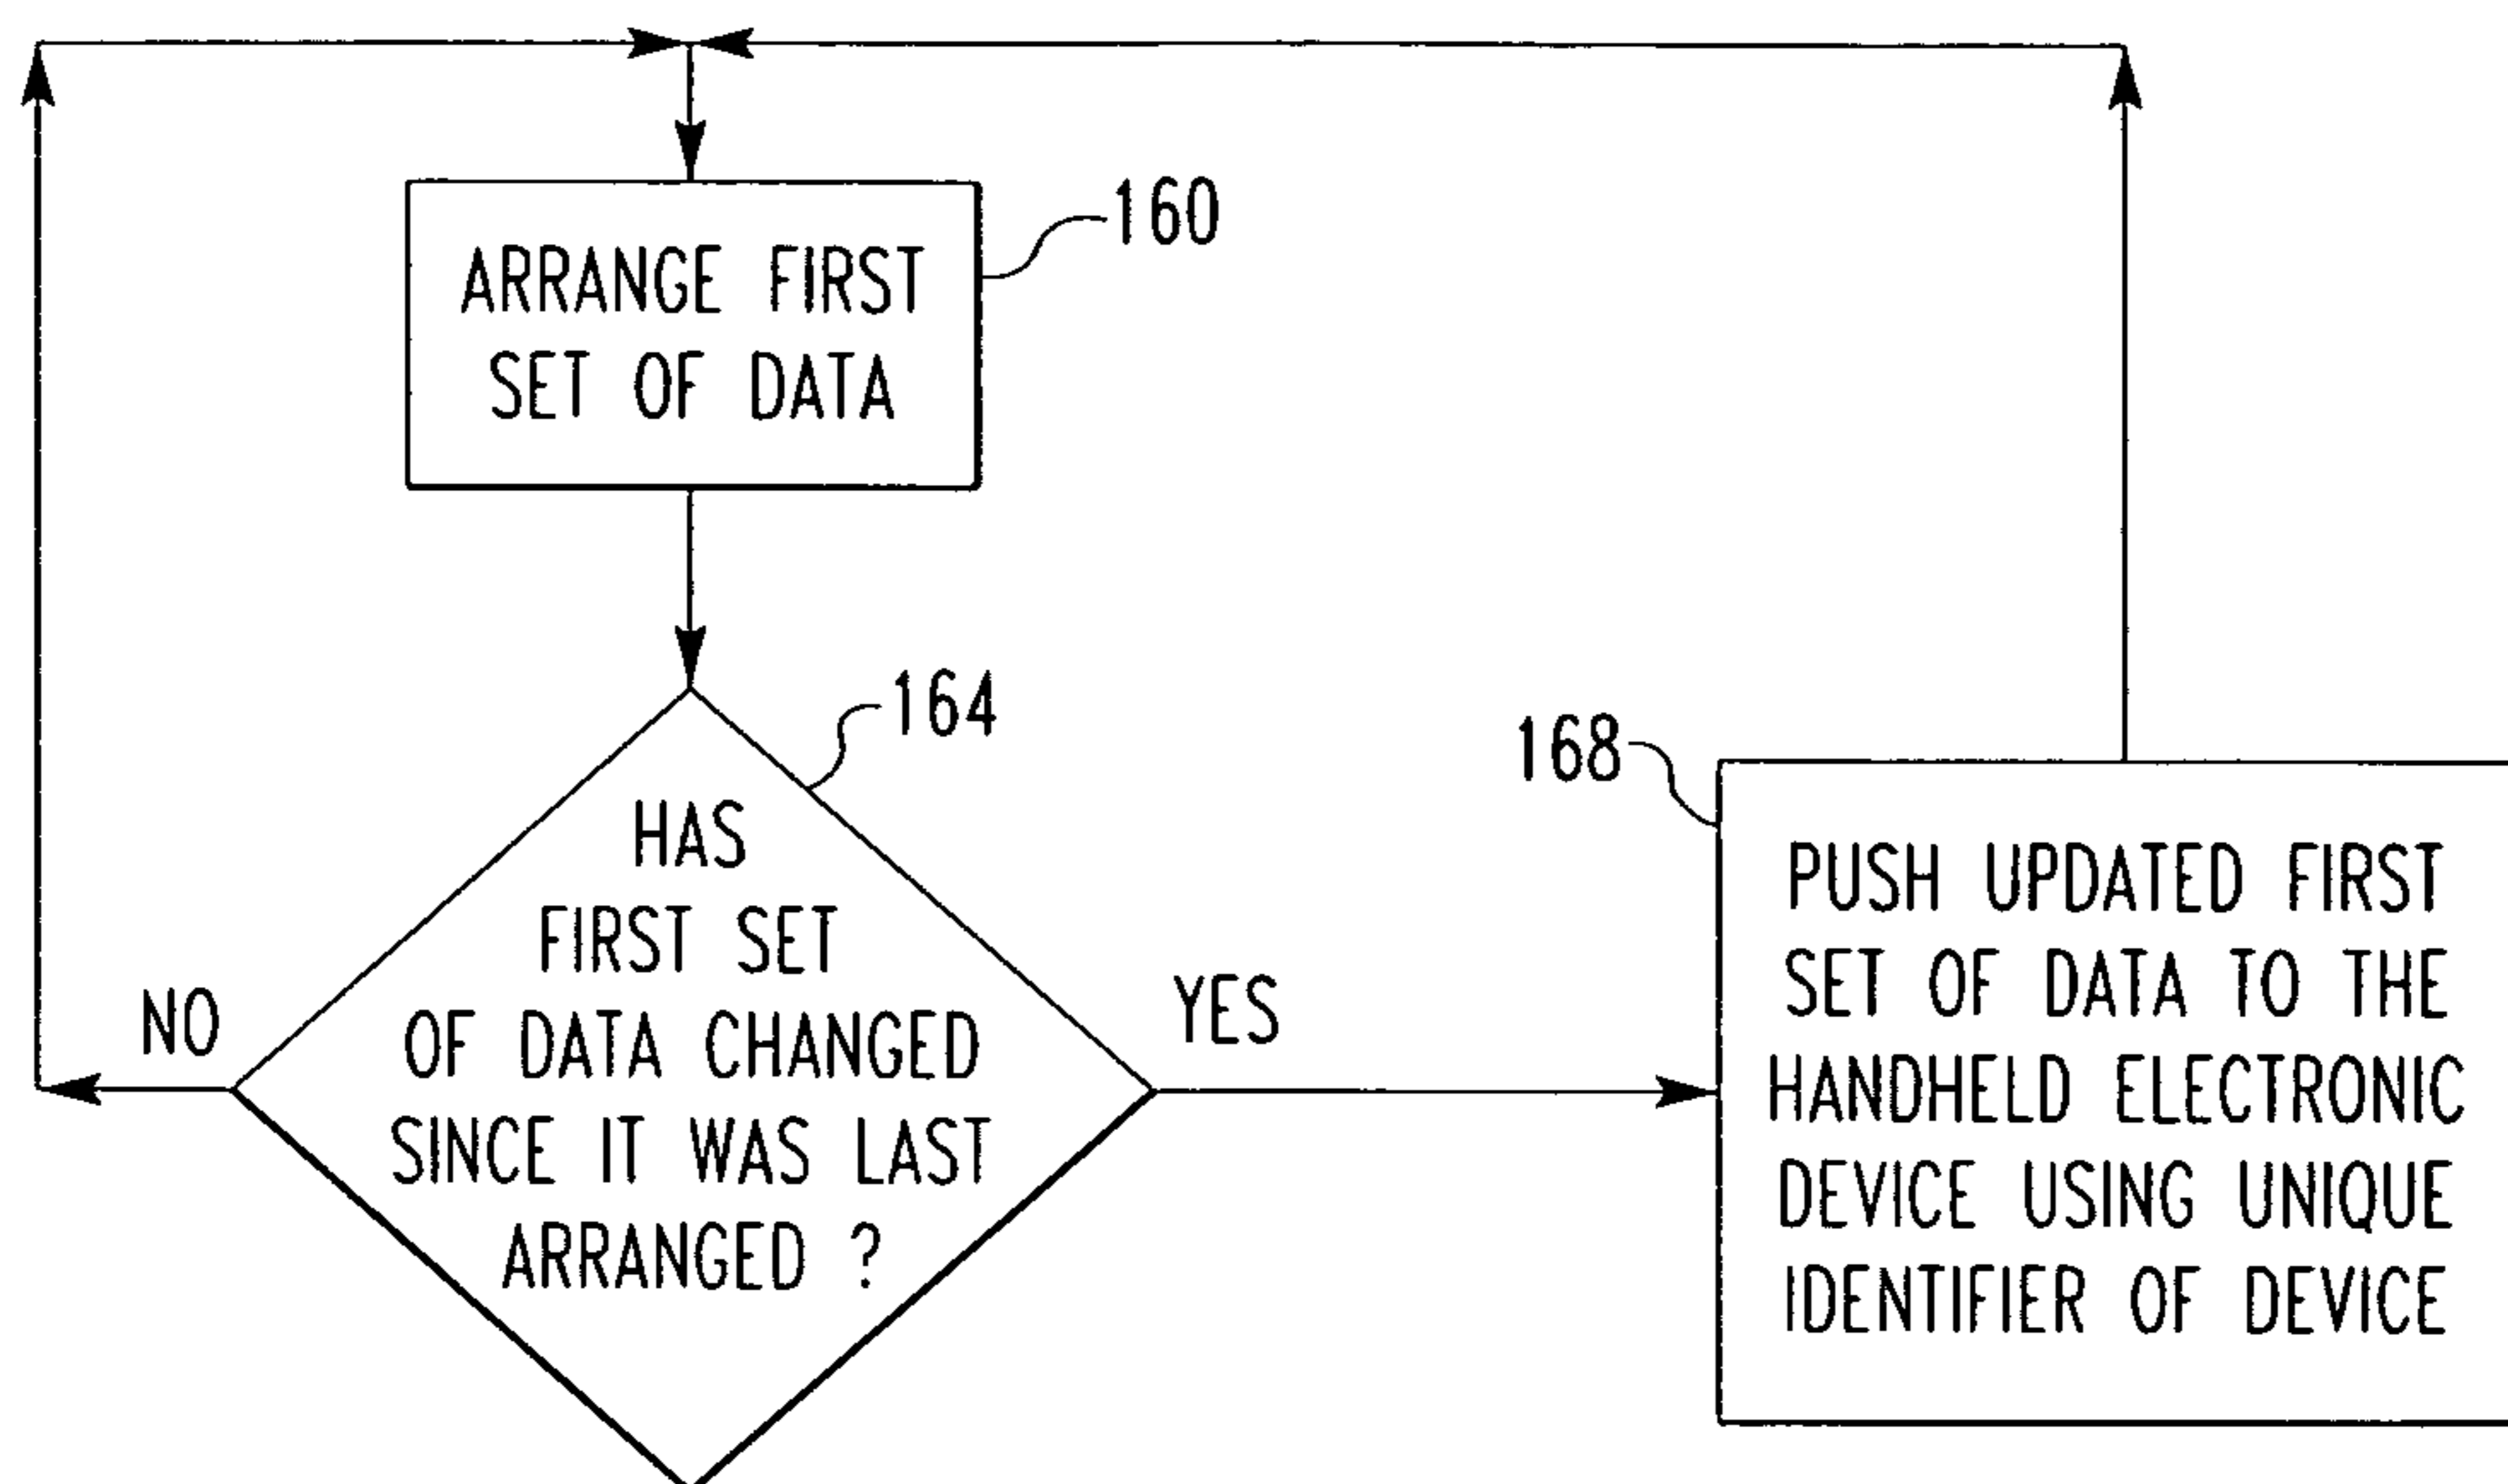 160
ARRANGE FIRST
SET OF DATA
164
HAS
FIRST SET
OF DATA CHANGED
SINCE IT WAS LAST
ARRANGED ?
NO
YES
168
PUSH UPDATED FIRST
SET OF DATA TO THE
HANDHELD ELECTRONIC
DEVICE USING UNIQUE
IDENTIFIER OF DEVICE